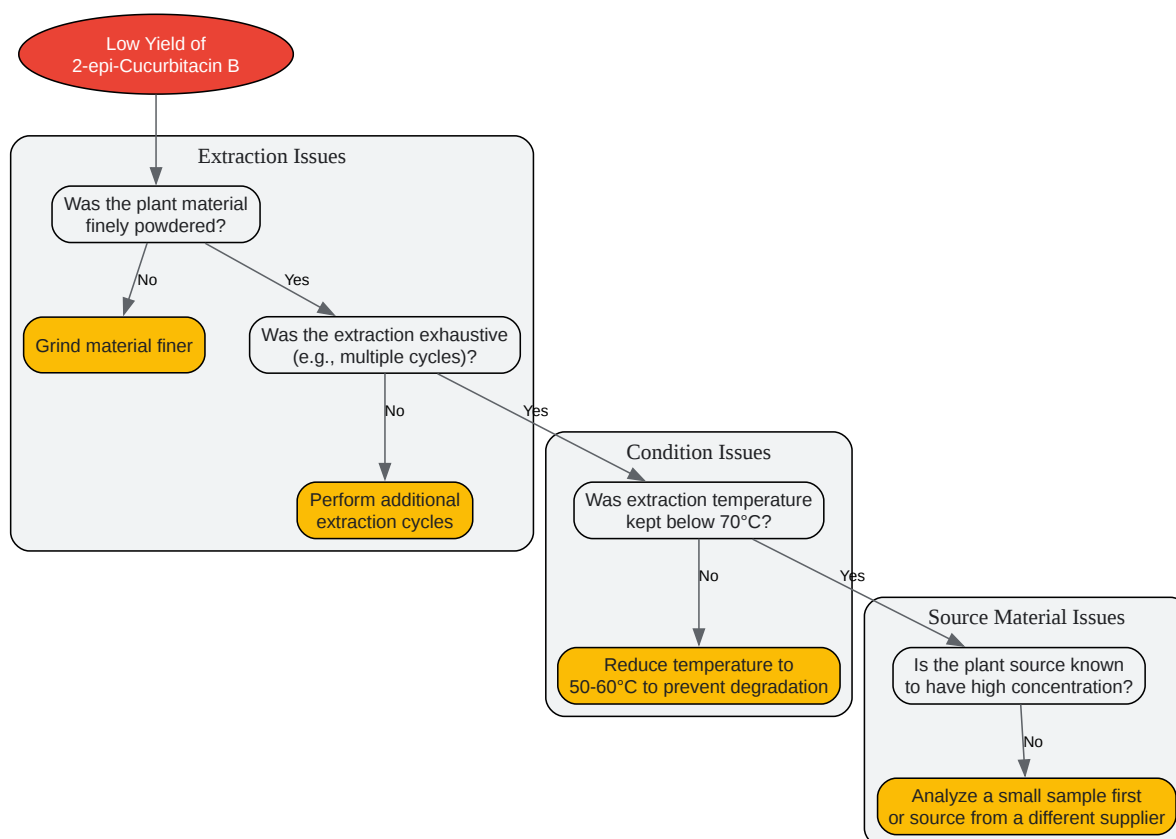 Low Yield of
2-epi-Cucurbitacin B
Extraction Issues
Was the plant material
finely powdered?
No
Yes
Grind material finer
Was the extraction exhaustive
(e.g., multiple cycles)?
No
Yes
Perform additional
extraction cycles
Condition Issues
Was extraction temperature
kept below 70°C?
No
Yes
Reduce temperature to
50-60°C to prevent degradation
Source Material Issues
Is the plant source known
to have high concentration?
No
Analyze a small sample first
or source from a different supplier